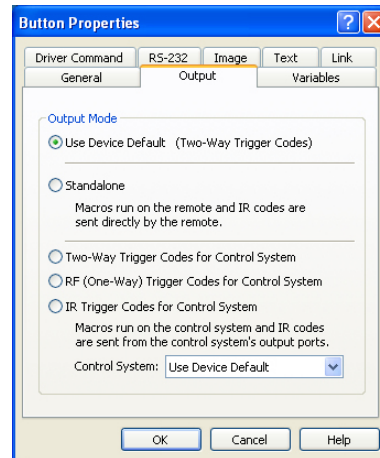 Button Properties
Driver Command RS-232 Image Text Link
General Output Variables
Output Mode
Use Device Default (Two-Way Trigger Codes)
Standalone
Macros run on the remote and IR codes are
sent directly by the remote.
Two-Way Trigger Codes for Control System
RF (One-Way) Trigger Codes for Control System
IR Trigger Codes for Control System
Macros run on the control system and IR codes
are sent from the control system's output ports.
Control System: Use Device Default
OK Cancel Help